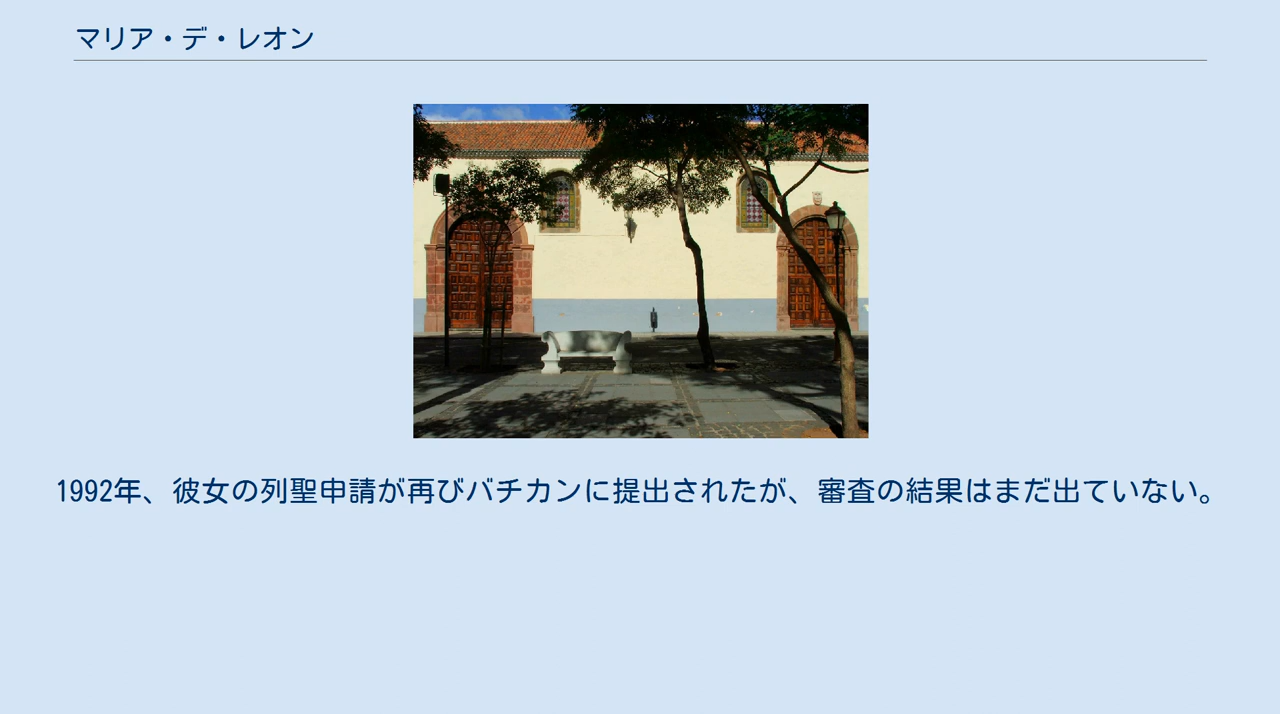 マリア・デ・レオン
1992年、彼女の列聖申請が再びバチカンに提出されたが、審査の結果はまだ出ていない。